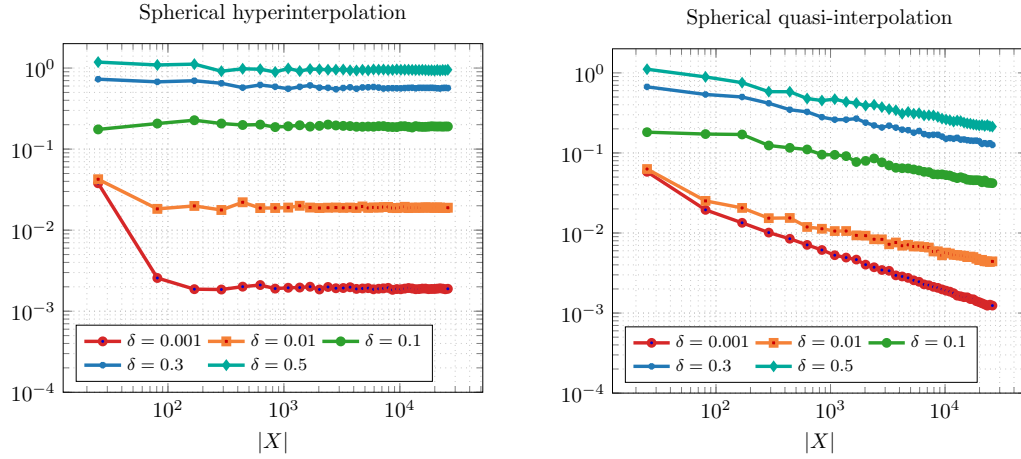 Spherical hyperinterpolation
10^0
10^{-1}
10^{-2}
10^{-3}
10^{-4}
δ = 0.001 δ = 0.01 δ = 0.1
δ = 0.3 δ = 0.5
10^2 10^3 10^4
|X|
Spherical quasi-interpolation
10^0
10^{-1}
10^{-2}
10^{-3}
10^{-4}
δ = 0.001 δ = 0.01 δ = 0.1
δ = 0.3 δ = 0.5
10^2 10^3 10^4
|X|